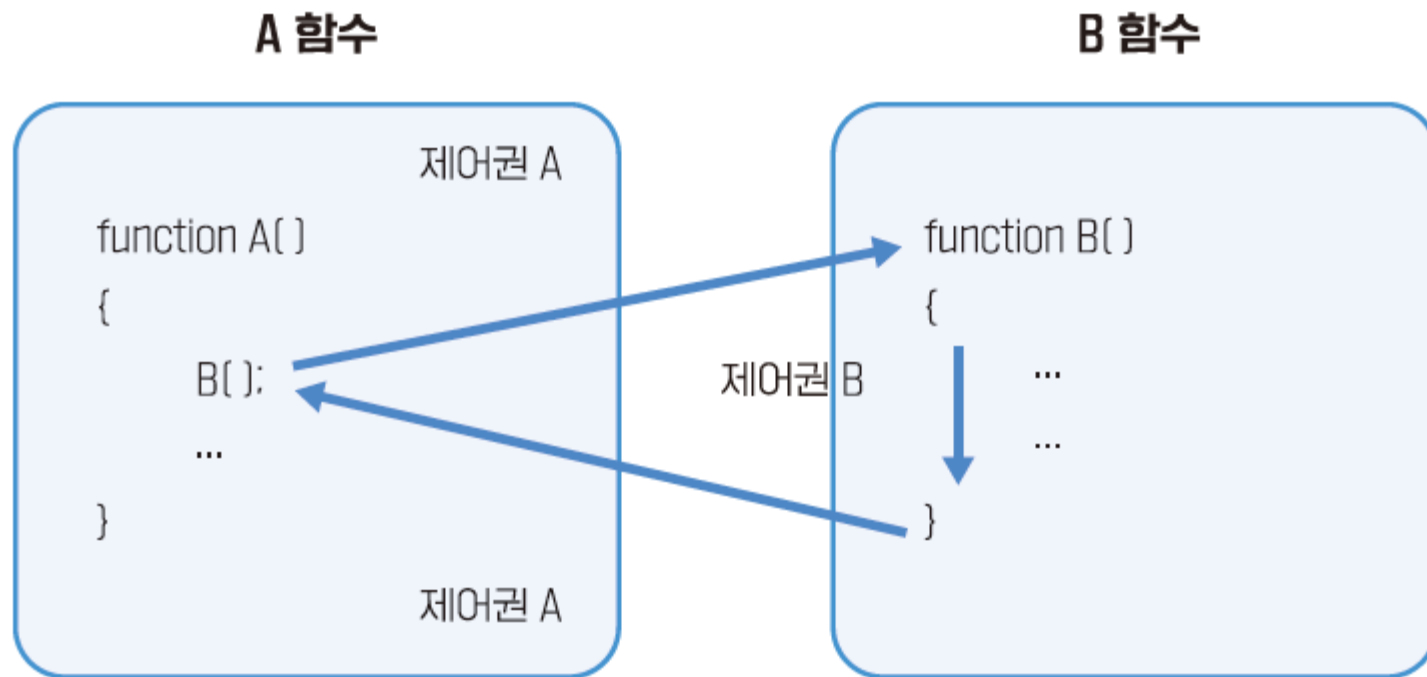 A 함수
제어권 A
function A( )
{
B( );
...
}
제어권 A
제어권 B
B 함수
function B( )
{
...
...
}